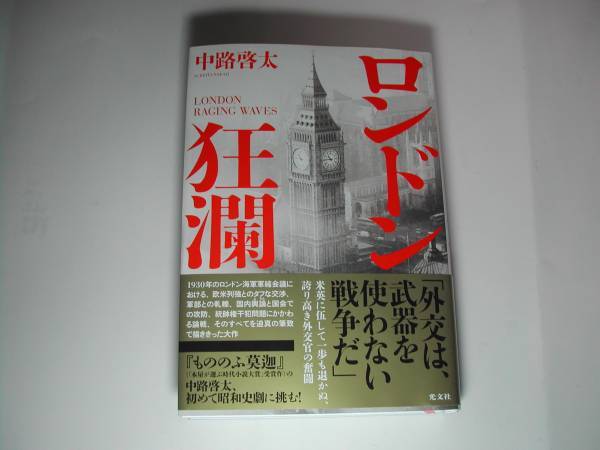 中路啓太
ロンドン
狂瀾
LONDON
RAGING WAVES
「外交は、
武器を
使わない
戦争だ」
米英に伍して一歩も退かぬ、
誇り高き外交官の奮闘
1930年のロンドン海軍軍縮会議に
おける、欧米列強とのタフな交渉、
軍部との軋轢、国内輿論と国会で
の攻防、統帥権干犯問題にかかわ
る論戦、そのすべてを迫真の筆致
で描ききった大作
『もののふ莫迦』
(「本屋が選ぶ時代小説大賞」受賞作)の
中路啓太、
初めて昭和史劇に挑む!
光文社